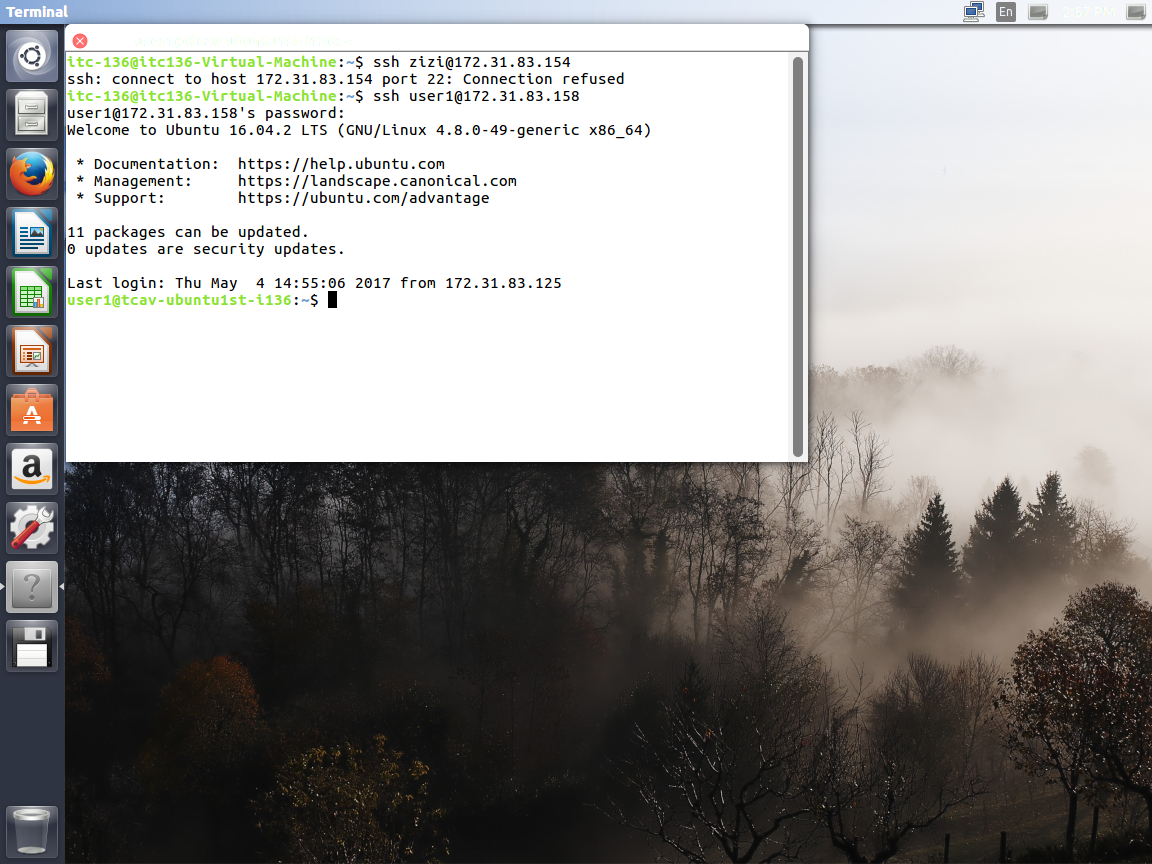 Terminal
En
itc-136@itc136-Virtual-Machine:~$ ssh zizi@172.31.83.154
ssh: connect to host 172.31.83.154 port 22: Connection refused
itc-136@itc136-Virtual-Machine:~$ ssh user1@172.31.83.158
user1@172.31.83.158's password:
Welcome to Ubuntu 16.04.2 LTS (GNU/Linux 4.8.0-49-generic x86_64)
* Documentation:  https://help.ubuntu.com
* Management:     https://landscape.canonical.com
* Support:        https://ubuntu.com/advantage
11 packages can be updated.
0 updates are security updates.
Last login: Thu May  4 14:55:06 2017 from 172.31.83.125
user1@tcav-ubuntu1st-i136:~$